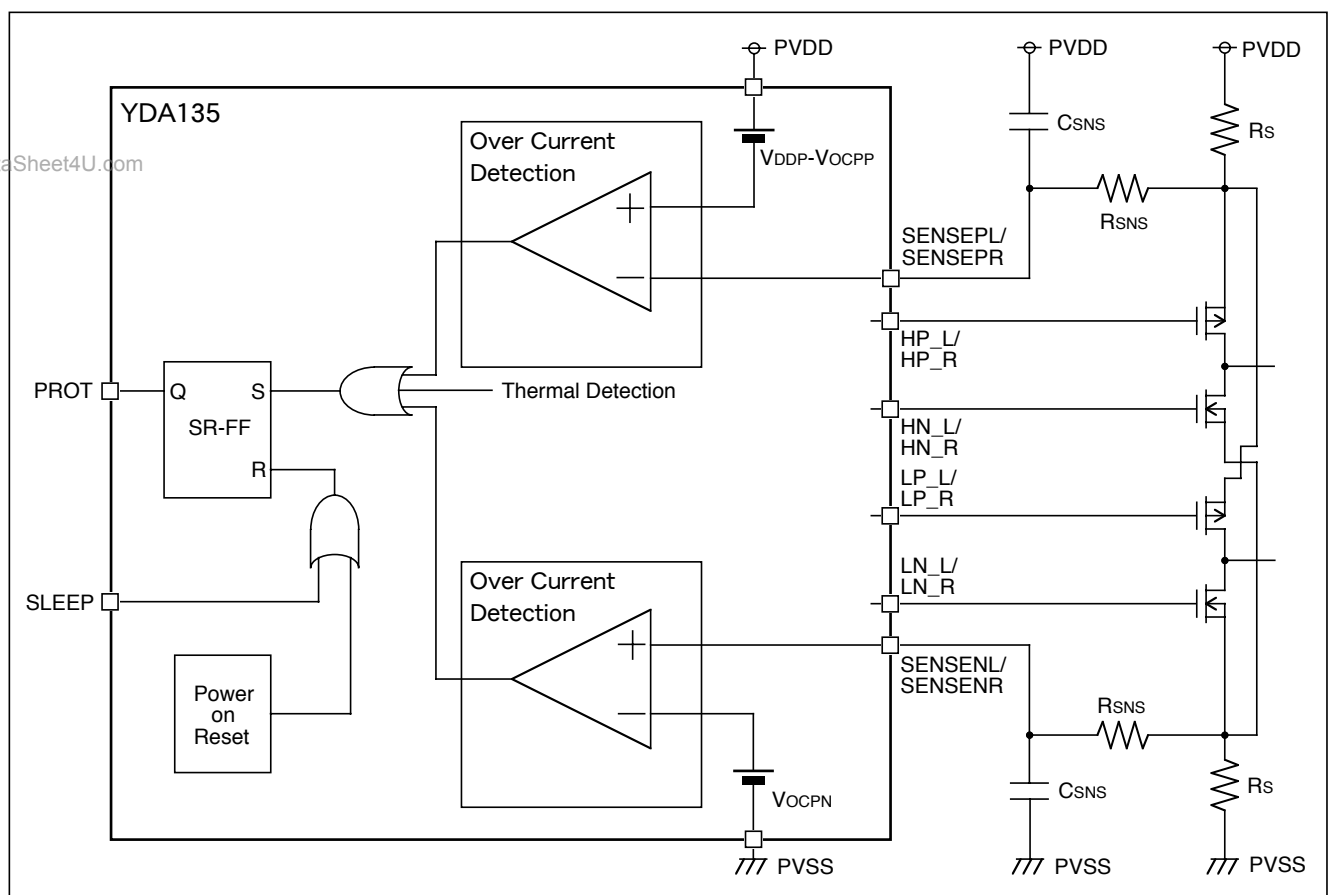 PVDD
PVDD
PVDD
YDA135
Over Current
Detection
VDDP-VOCPP
CSNS
RS
aSheet4U.com
+
−
RSNS
SENSEPL/
SENSEPR
HP_L/
HP_R
PROT
Q
S
SR-FF
R
Thermal Detection
HN_L/
HN_R
LP_L/
LP_R
SLEEP
Over Current
Detection
LN_L/
LN_R
+
−
SENSENL/
SENSENR
Power
on
Reset
RSNS
VOCPN
CSNS
RS
PVSS
PVSS
PVSS